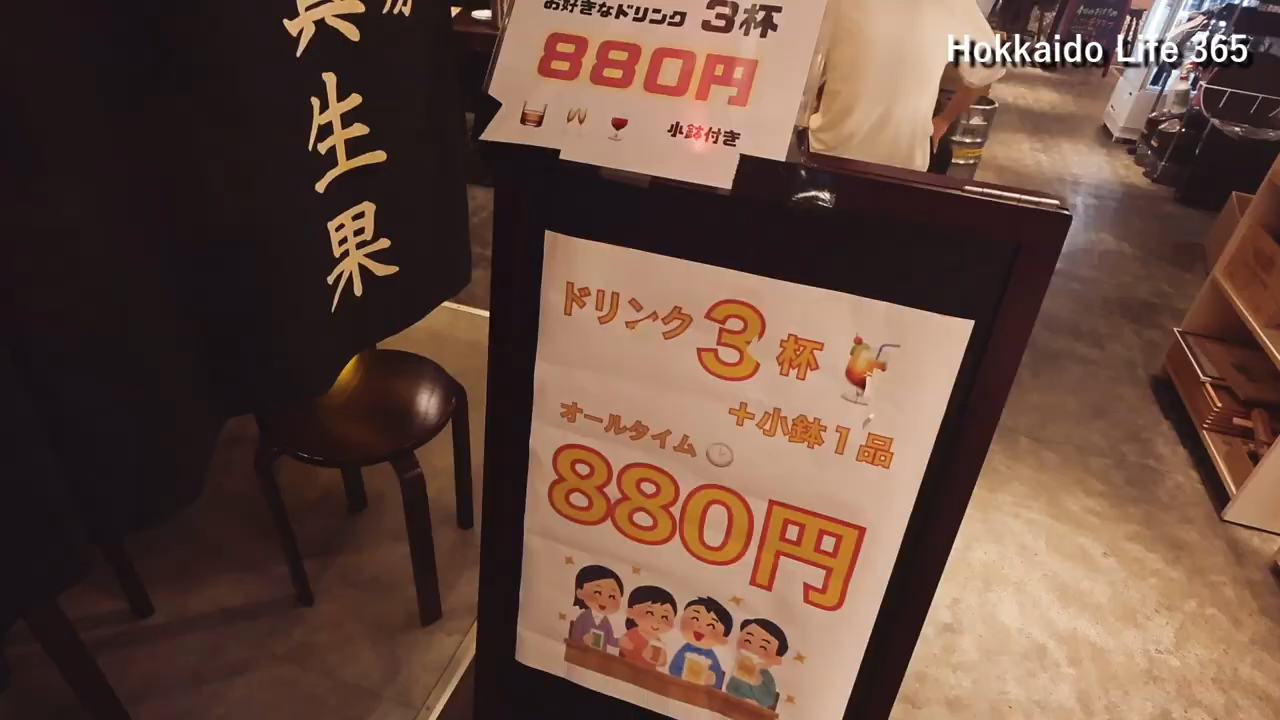 Hokkaido Life 365
生果
お好きなドリンク 3杯
880円
小鉢付き
ドリンク3杯
+小鉢1品
オールタイム
880円